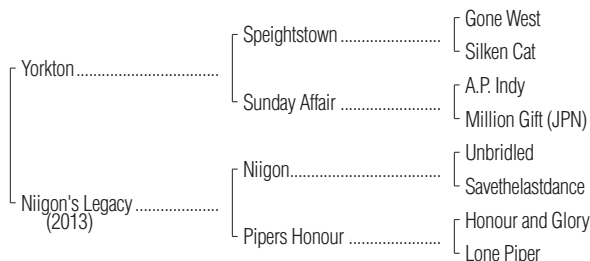 Gone West
Speightstown
Silken Cat
Yorkton
A.P. Indy
Sunday Affair
Million Gift (JPN)
Unbridled
Niigon
Savethelastdance
Niigon's Legacy
(2013)
Honour and Glory
Pipers Honour
Lone Piper